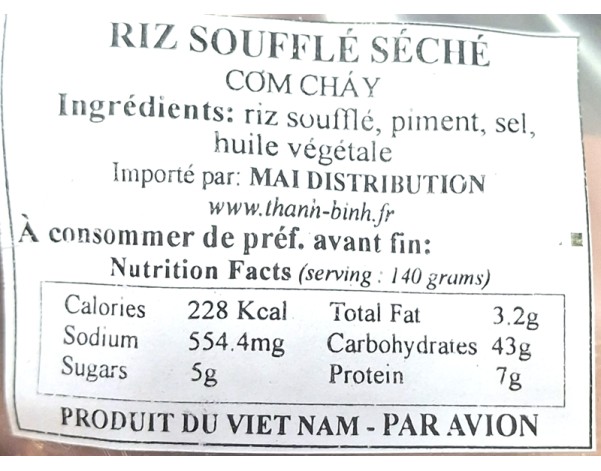 RIZ SOUFFLÉ SÉCHÉ
CƠM CHÁY
Ingrédients: riz soufflé, piment, sel,
huile végétale
Importé par: MAI DISTRIBUTION
www.thanh-binh.fr
À consommer de préf. avant fin:
Nutrition Facts (serving : 140 grams)
Calories 228 Kcal Total Fat 3.2g
Sodium 554.4mg Carbohydrates 43g
Sugars 5g Protein 7g
PRODUIT DU VIET NAM - PAR AVION